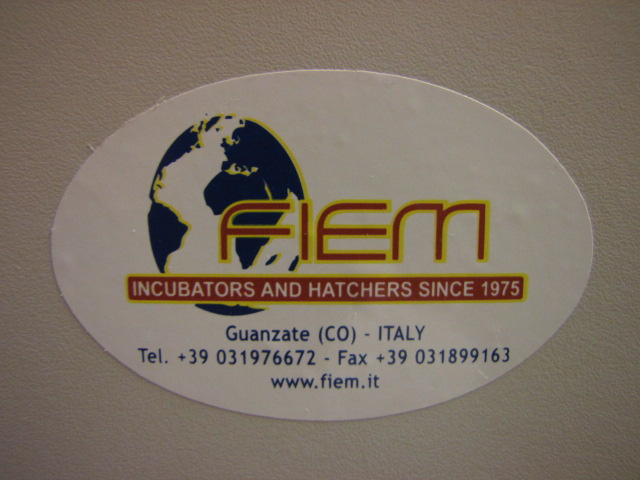 FIEM
INCUBATORS AND HATCHERS SINCE 1975
Guanzate (CO) - ITALY
Tel. +39 031976672 - Fax +39 031899163
www.fiem.it